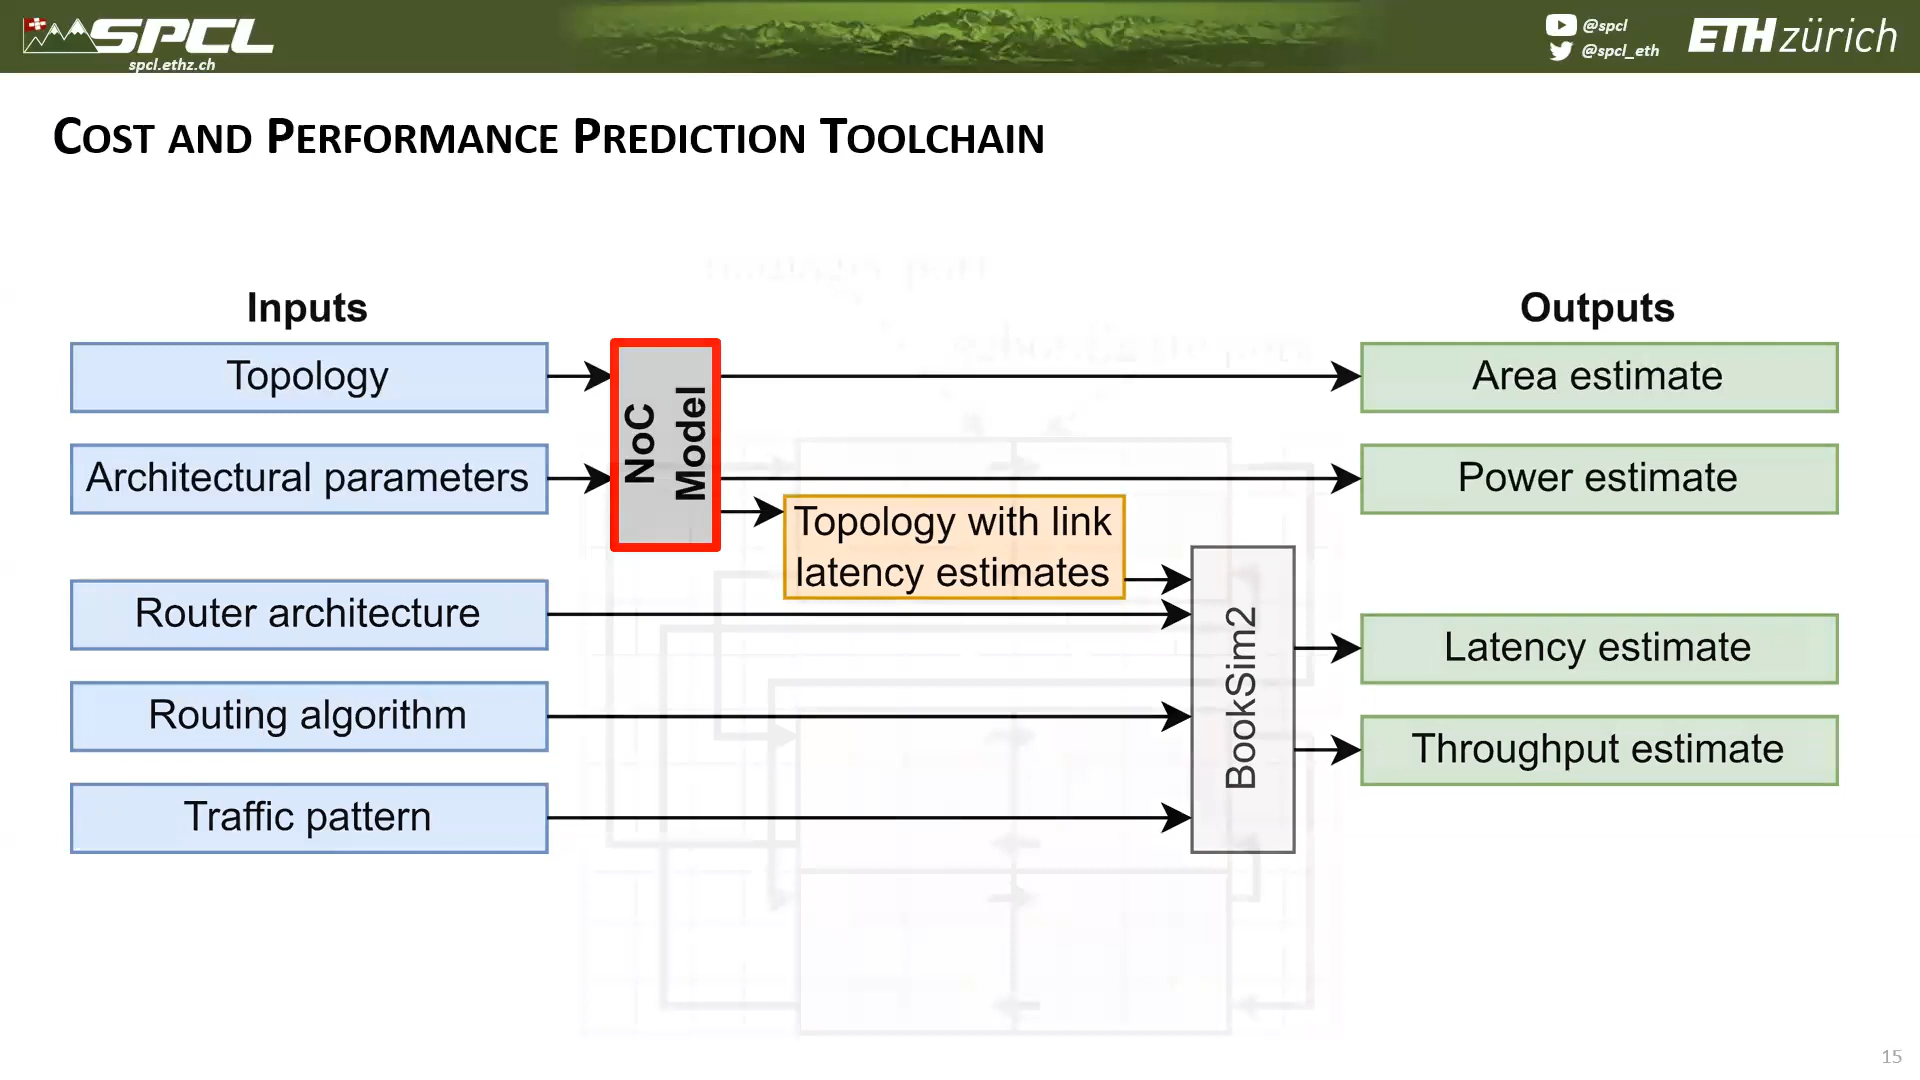 SPCL
spcl.ethz.ch
@spcl
@spcl_eth
ETH zürich
COST AND PERFORMANCE PREDICTION TOOLCHAIN
Inputs
Outputs
Topology
Architectural parameters
Router architecture
Routing algorithm
Traffic pattern
NoC
Model
Topology with link
latency estimates
BookSim2
Area estimate
Power estimate
Latency estimate
Throughput estimate
15